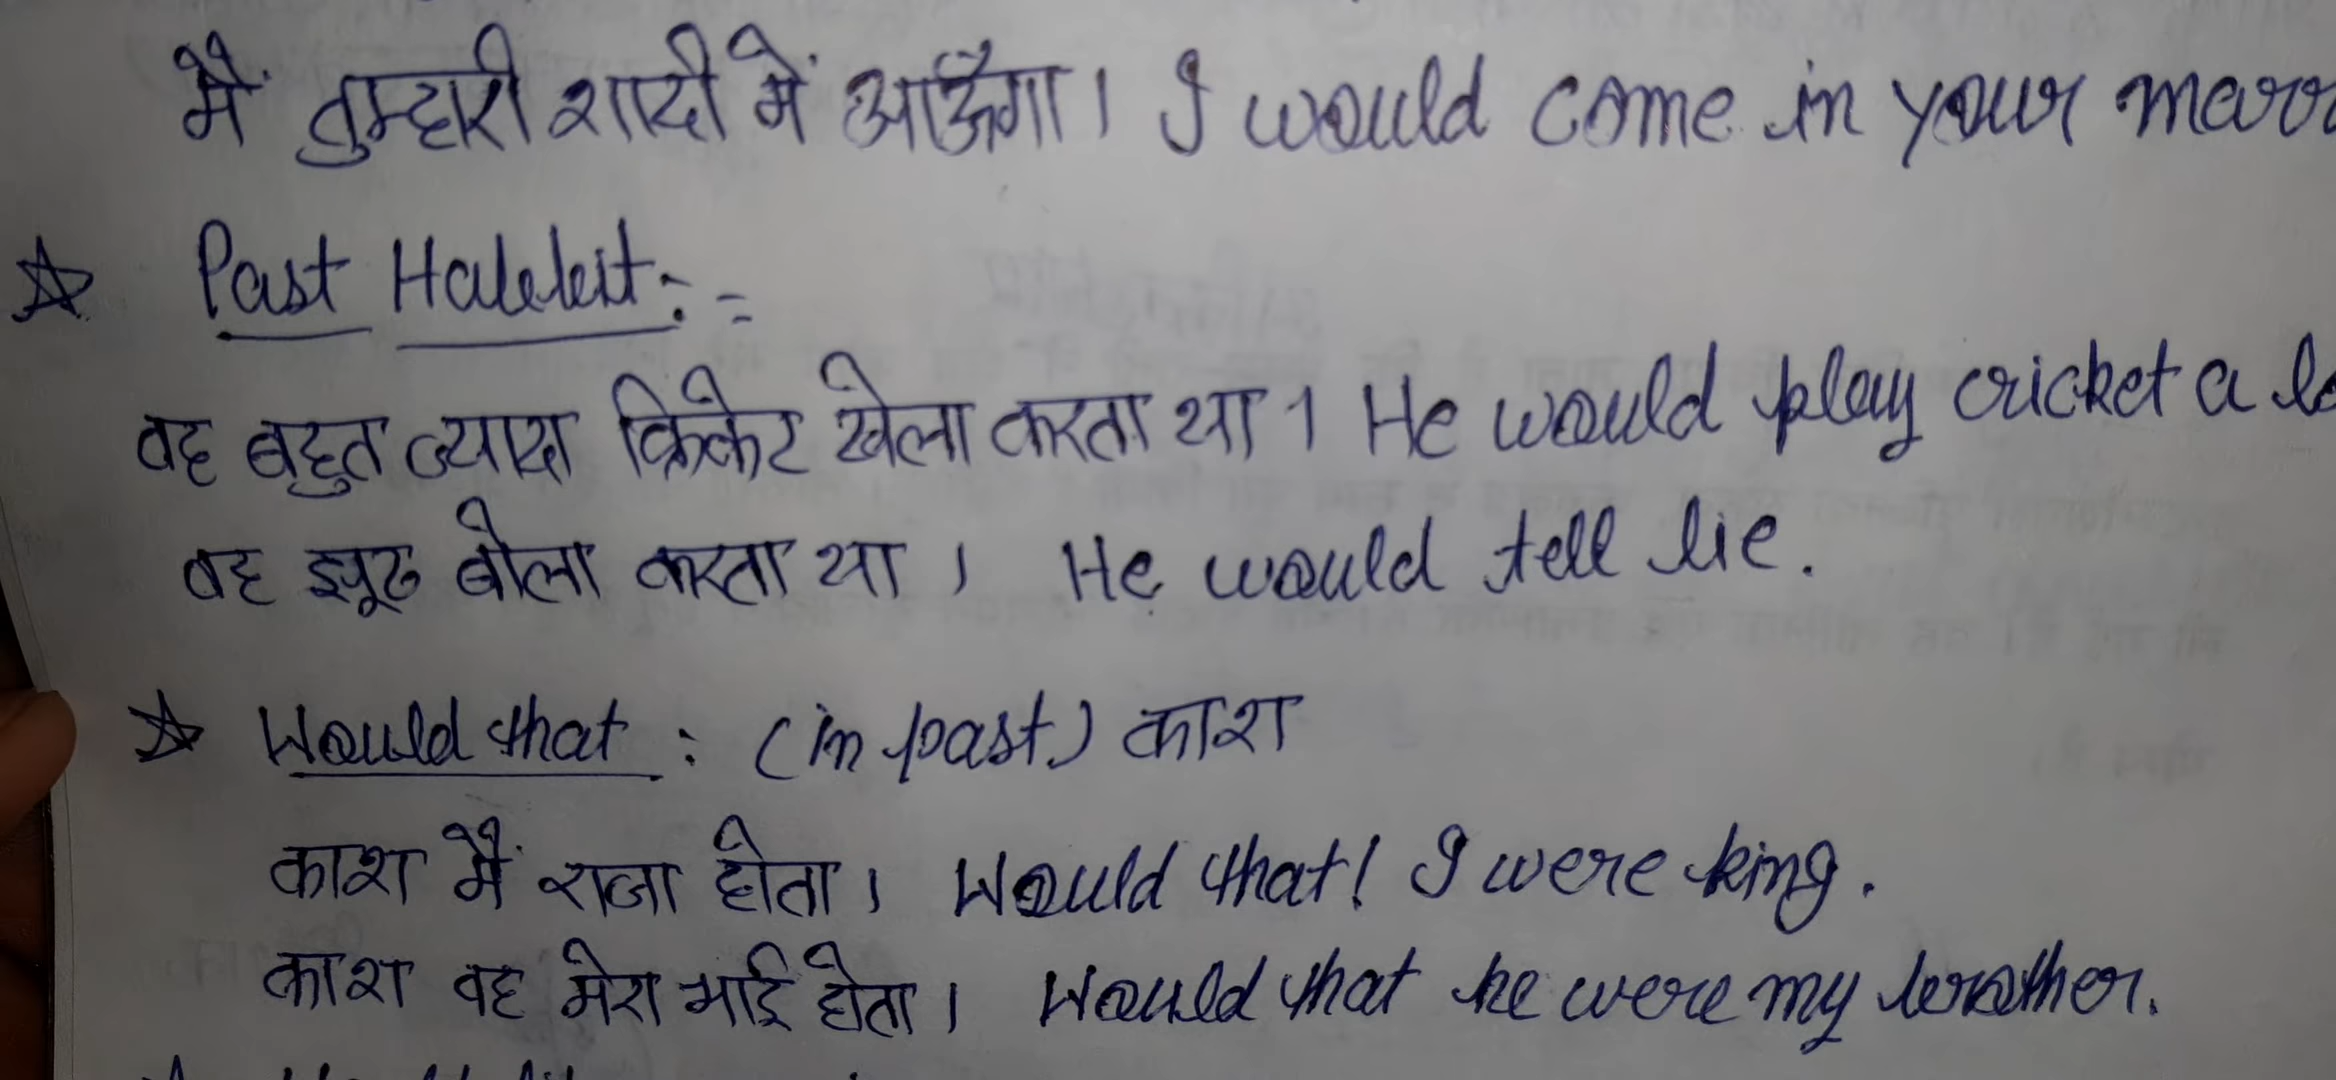 मैं तुम्हारी शादी में आऊँगा। I would come in your
☆ Past Habbit:-
वह बहुत ज्यादा क्रिकेट खेला करता था। He would play cricket a
वह झूठ बोला करता था। He would tell lie.
☆ Would that : (in past) काश
काश मैं राजा होता। Would that! I were king.
काश वह मेरा भाई होता। Would that he were my brother.